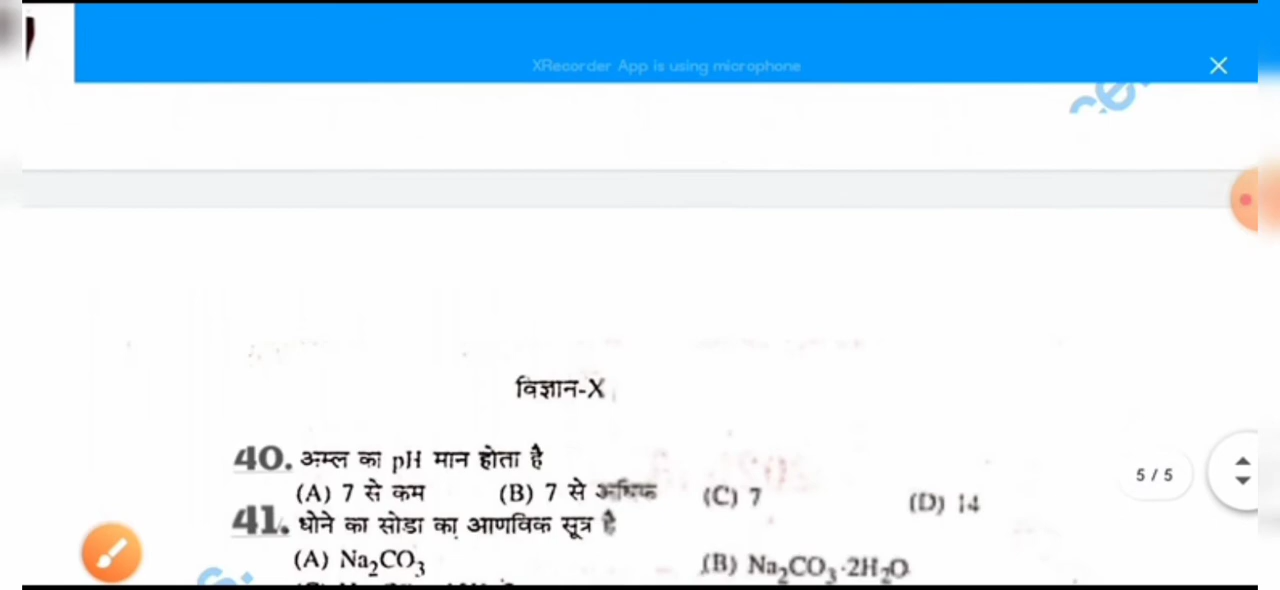 XRecorder App is using microphone
विज्ञान-X
40. अम्ल का pH मान होता है
(A) 7 से कम (B) 7 से अधिक (C) 7 (D) 14
5 / 5
41. धोने का सोडा का आणविक सूत्र है
(A) Na₂CO₃ (B) Na₂CO₃·2H₂O